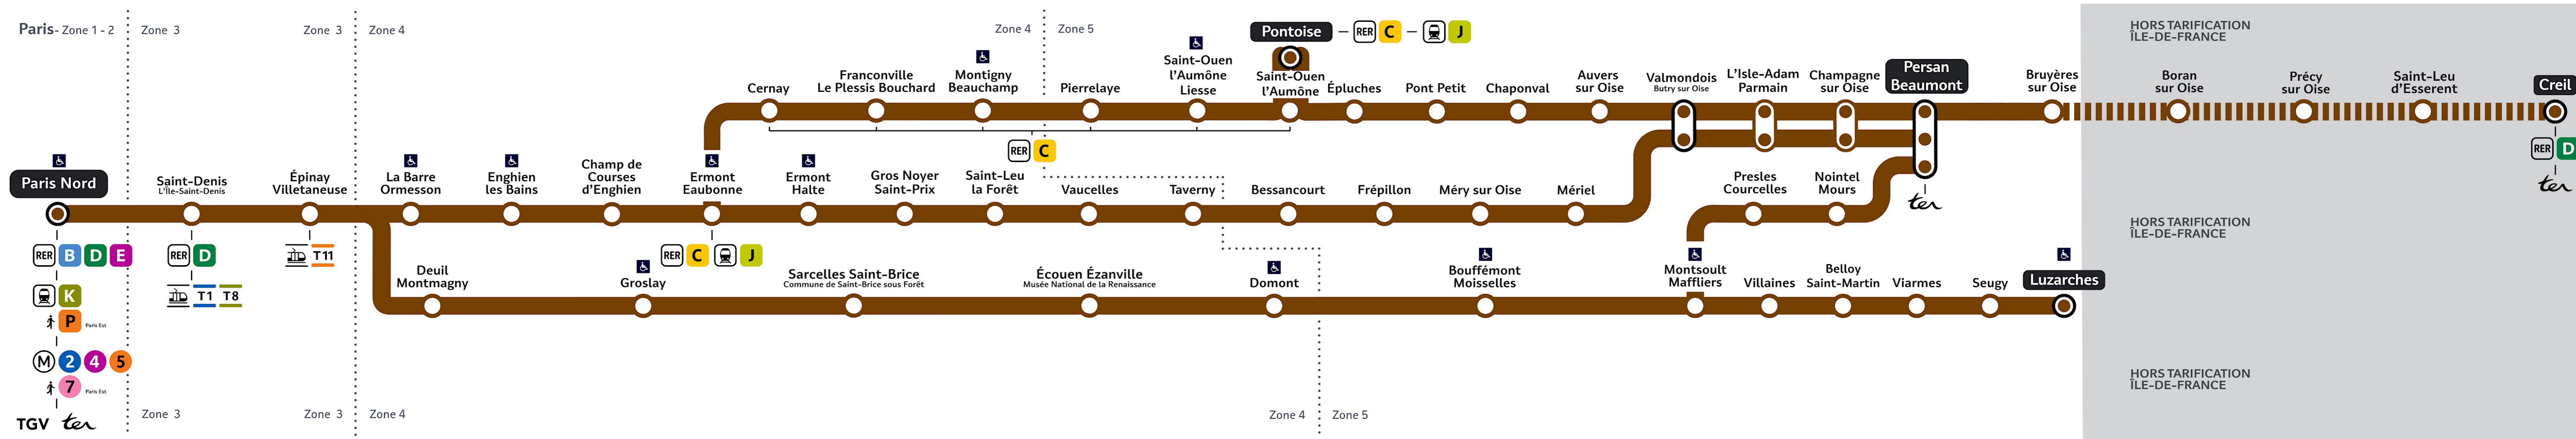 Paris- Zone 1 - 2
Zone 3
Zone 3
Zone 4
Zone 4
Zone 5
Pontoise
RER C
J
HORS TARIFICATION
ÎLE-DE-FRANCE
Cernay
Franconville
Le Plessis Bouchard
Montigny
Beauchamp
Pierrelaye
Saint-Ouen
l'Aumône
Liesse
Saint-Ouen
l'Aumône
Épluches
Pont Petit
Chaponval
Auvers
sur Oise
Valmondois
Butry sur Oise
L'Isle-Adam
Parmain
Champagne
sur Oise
Persan
Beaumont
Bruyères
sur Oise
Boran
sur Oise
Précy
sur Oise
Saint-Leu
d'Esserent
Creil
RER C
RER D
ter
Paris Nord
Saint-Denis
L'Île-Saint-Denis
Épinay
Villetaneuse
La Barre
Ormesson
Enghien
les Bains
Champ de
Courses
d'Enghien
Ermont
Eaubonne
Ermont
Halte
Gros Noyer
Saint-Prix
Saint-Leu
la Forêt
Vaucelles
Taverny
Bessancourt
Frépillon
Méry sur Oise
Mériel
Presles
Courcelles
Nointel
Mours
ter
HORS TARIFICATION
ÎLE-DE-FRANCE
RER B D E
RER D
T11
RER C J
K
T1 T8
P Paris Est
M 2 4 5
7 Paris Est
TGV ter
Deuil
Montmagny
Groslay
Sarcelles Saint-Brice
Commune de Saint-Brice sous Forêt
Écouen Ézanville
Musée National de la Renaissance
Domont
Bouffémont
Moisselles
Montsoult
Maffliers
Villaines
Belloy
Saint-Martin
Viarmes
Seugy
Luzarches
HORS TARIFICATION
ÎLE-DE-FRANCE
Zone 3
Zone 3
Zone 4
Zone 4
Zone 5